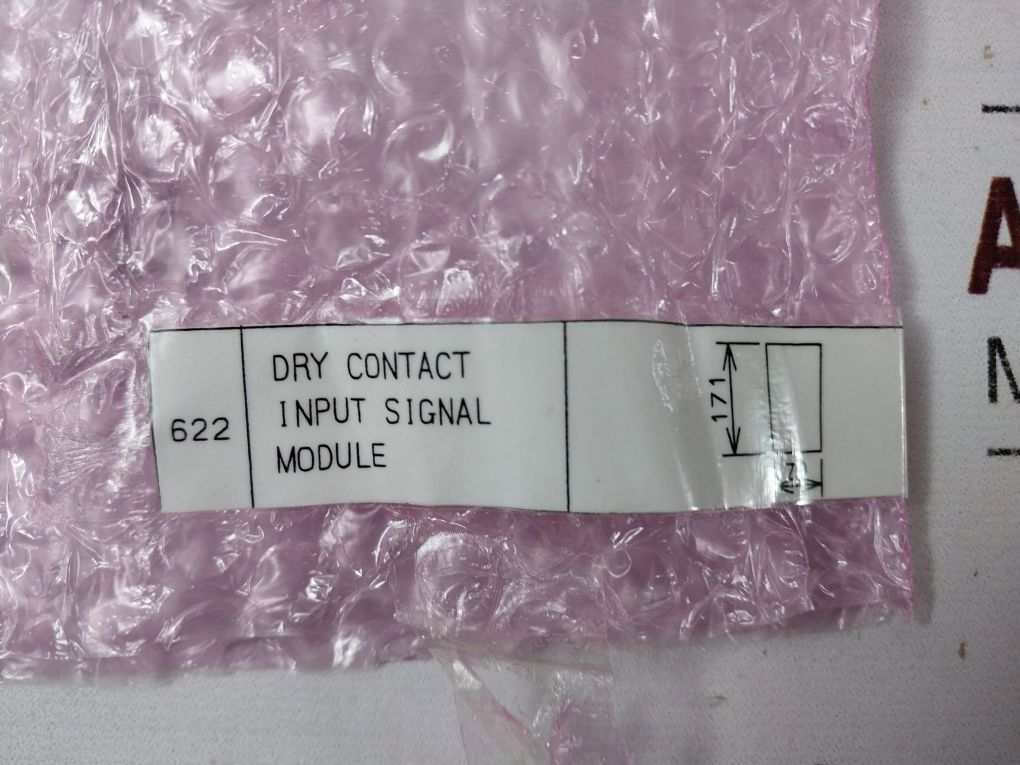 622
DRY CONTACT
INPUT SIGNAL
MODULE
171
A
N